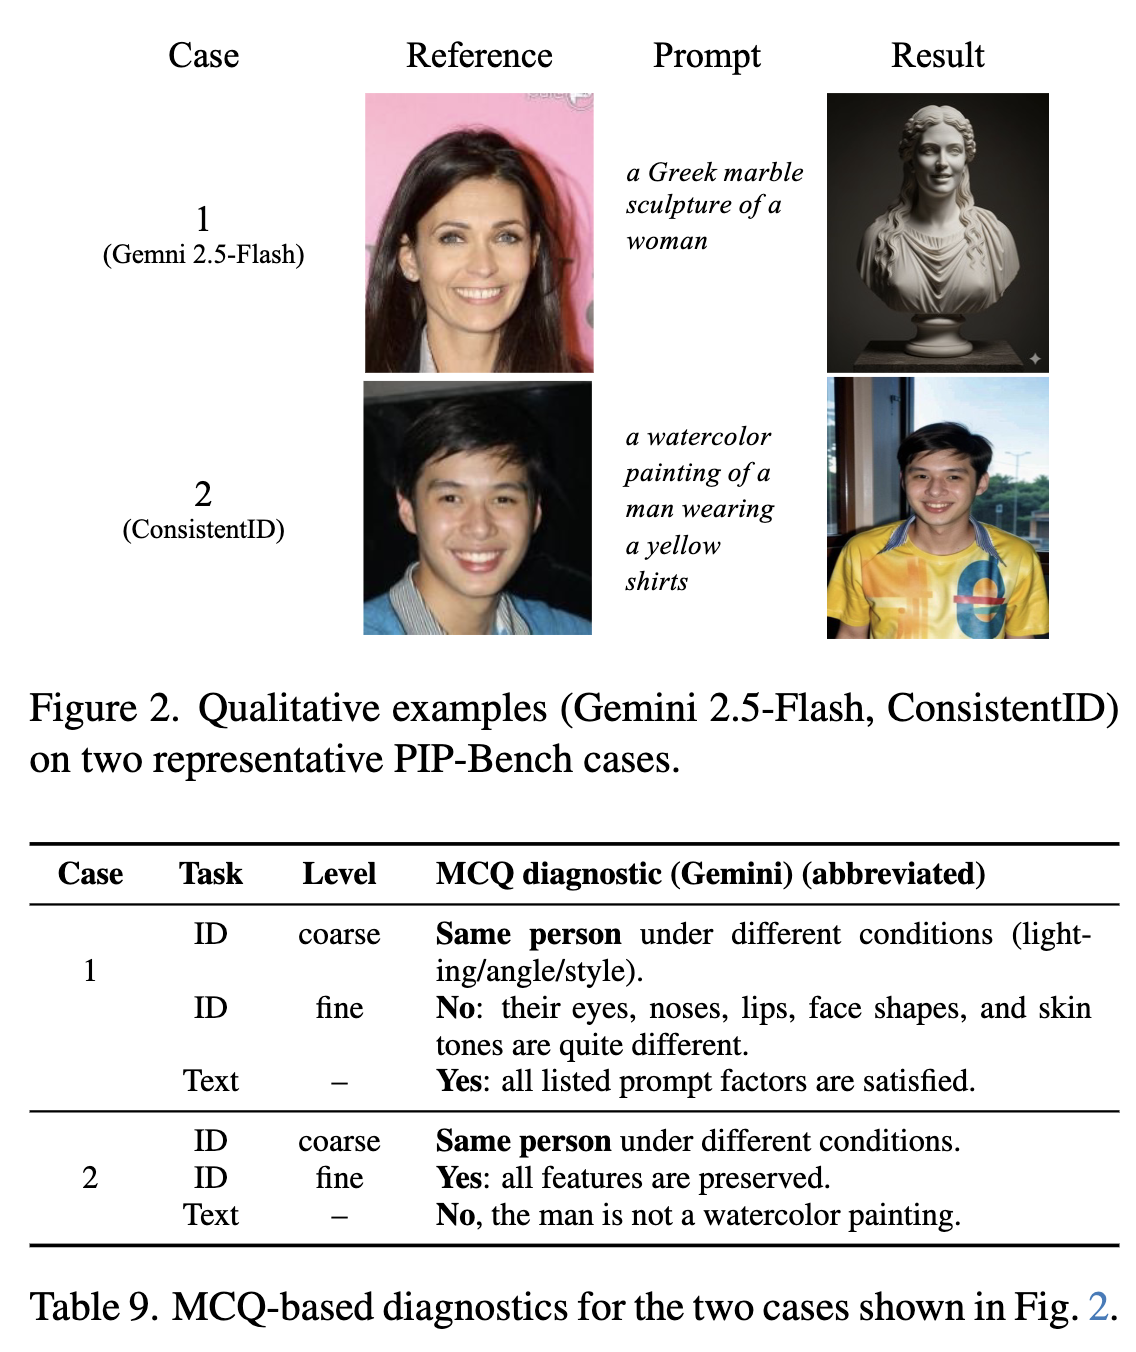 Case Reference Prompt Result
1
(Gemni 2.5-Flash)
a Greek marble
sculpture of a
woman
2
(ConsistentID)
a watercolor
painting of a
man wearing
a yellow
shirts
Figure 2. Qualitative examples (Gemini 2.5-Flash, ConsistentID)
on two representative PIP-Bench cases.
Case Task Level MCQ diagnostic (Gemini) (abbreviated)
1
ID coarse Same person under different conditions (light-
ing/angle/style).
ID fine No: their eyes, noses, lips, face shapes, and skin
tones are quite different.
Text – Yes: all listed prompt factors are satisfied.
2
ID coarse Same person under different conditions.
ID fine Yes: all features are preserved.
Text – No, the man is not a watercolor painting.
Table 9. MCQ-based diagnostics for the two cases shown in Fig. 2.